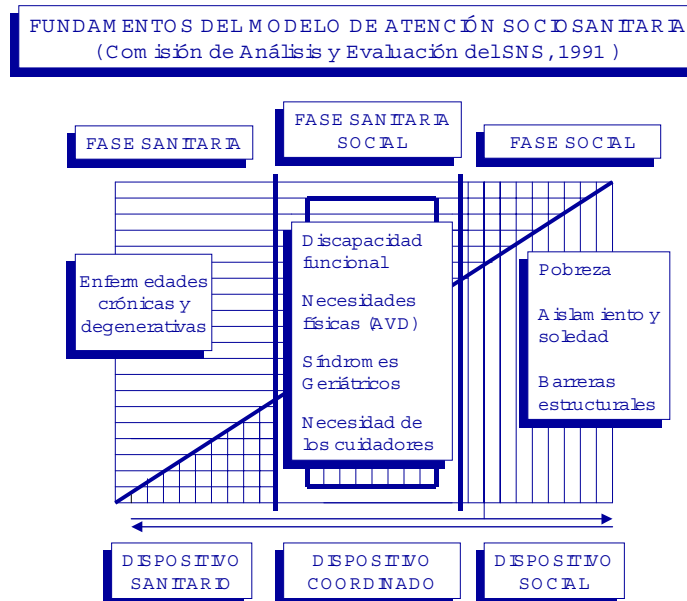 FUNDAMENTOS DEL MODELO DE ATENCIÓN SOCIOSANITARIA
(Comisión de Análisis y Evaluación del SNS, 1991 )
FASE SANITARIA
FASE SANITARIA
SOCIAL
FASE SOCIAL
Enfermedades
crónicas y
degenerativas
Discapacidad
funcional
Necesidades
físicas (AVD)
Síndromes
Geriátricos
Necesidad de
los cuidadores
Pobreza
Aislamiento y
soledad
Barreras
estructurales
DISPOSITIVO
SANITARIO
DISPOSITIVO
COORDINADO
DISPOSITIVO
SOCIAL